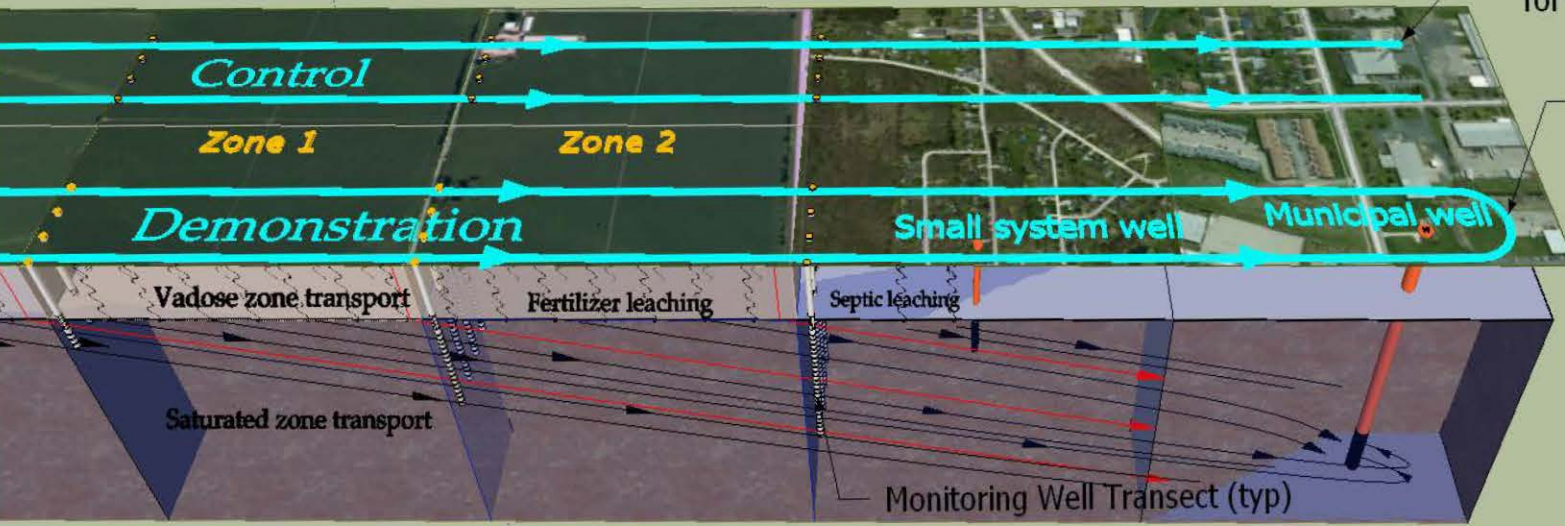 for
Control
Zone 1
Zone 2
Demonstration
Small system well
Municipal well
Vadose zone transport
Fertilizer leaching
Septic leaching
Saturated zone transport
Monitoring Well Transect (typ)